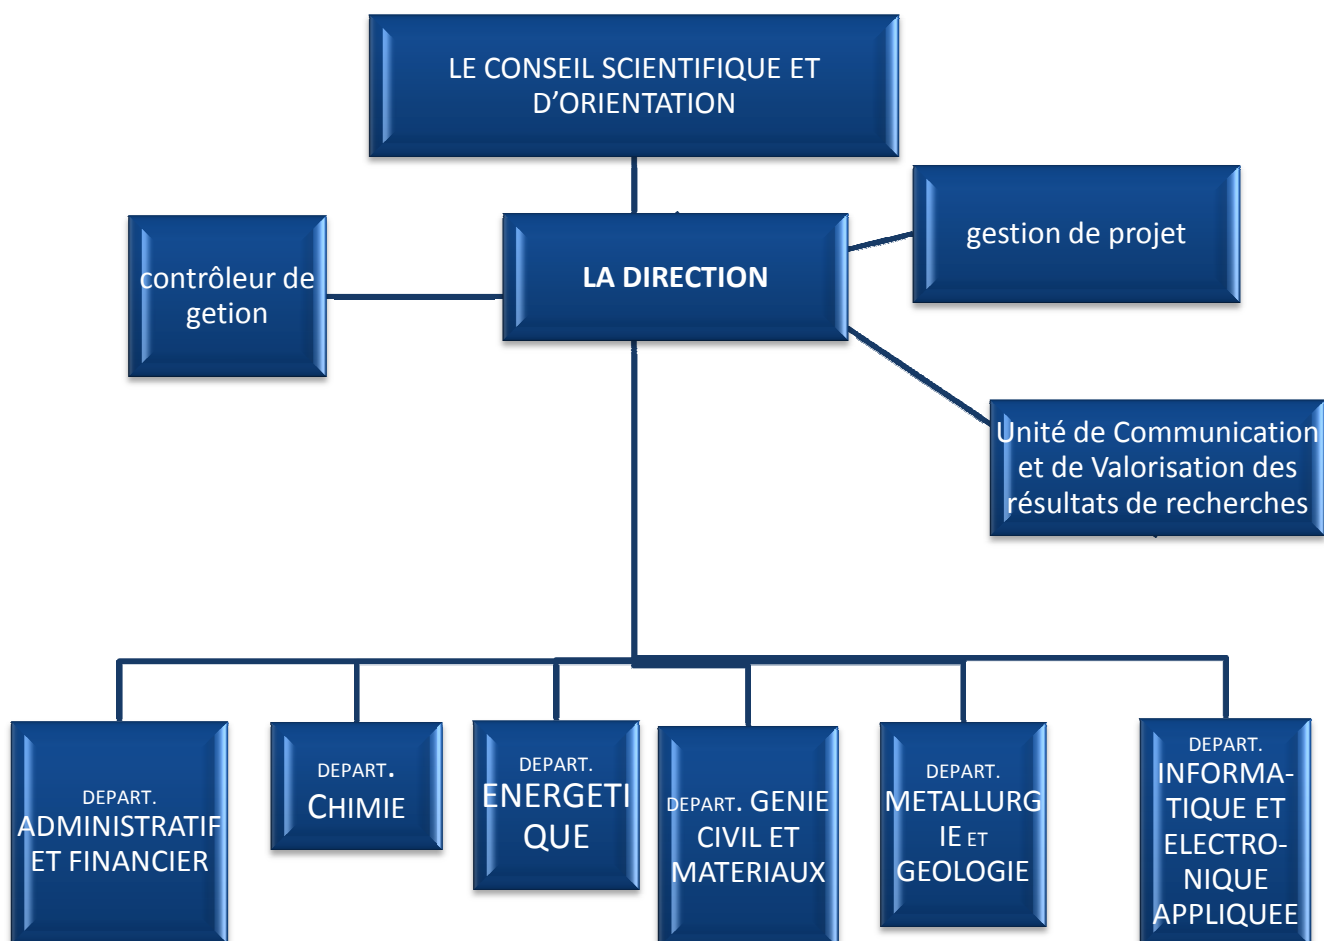 LE CONSEIL SCIENTIFIQUE ET
D’ORIENTATION
gestion de projet
LA DIRECTION
contrôleur de
getion
Unité de Communication
et de Valorisation des
résultats de recherches
DEPART.
ADMINISTRATIF
ET FINANCIER
DEPART.
CHIMIE
DEPART.
ENERGETI
QUE
DEPART. GENIE
CIVIL ET
MATERIAUX
DEPART.
METALLURG
IE ET
GEOLOGIE
DEPART.
INFORMA-
TIQUE ET
ELECTRO-
NIQUE
APPLIQUEE